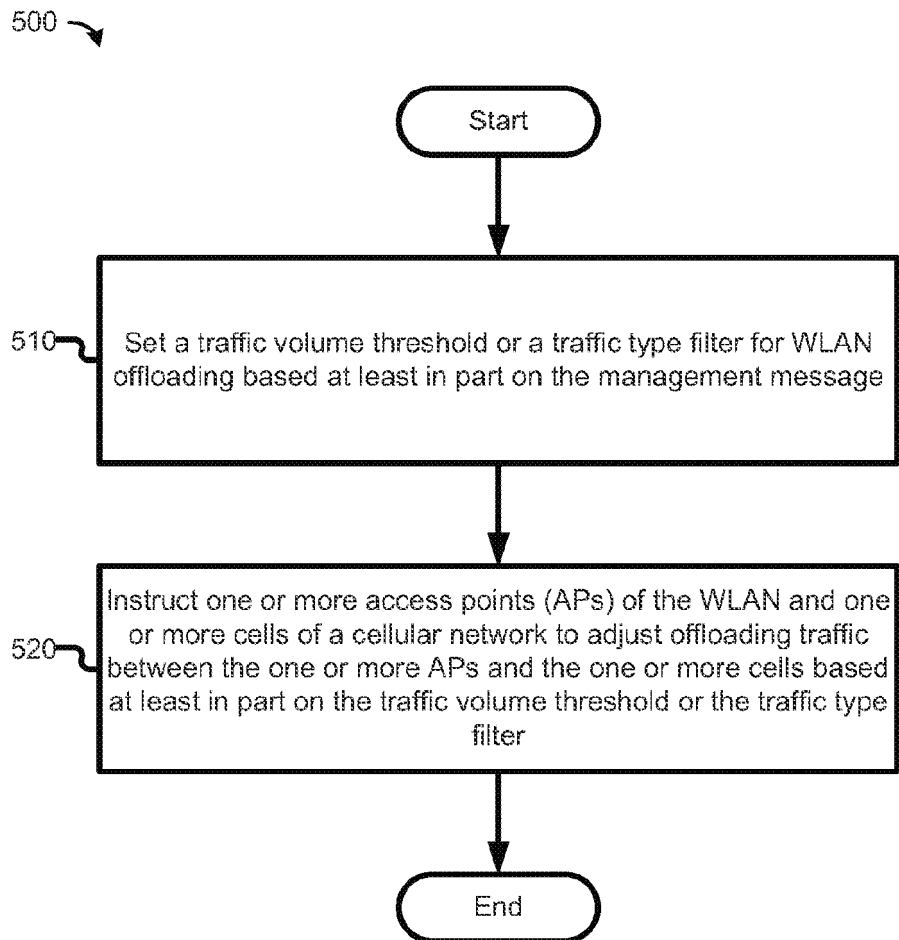 500
Start
510
Set a traffic volume threshold or a traffic type filter for WLAN
offloading based at least in part on the management message
520
Instruct one or more access points (APs) of the WLAN and one
or more cells of a cellular network to adjust offloading traffic
between the one or more APs and the one or more cells based
at least in part on the traffic volume threshold or the traffic type
filter
End